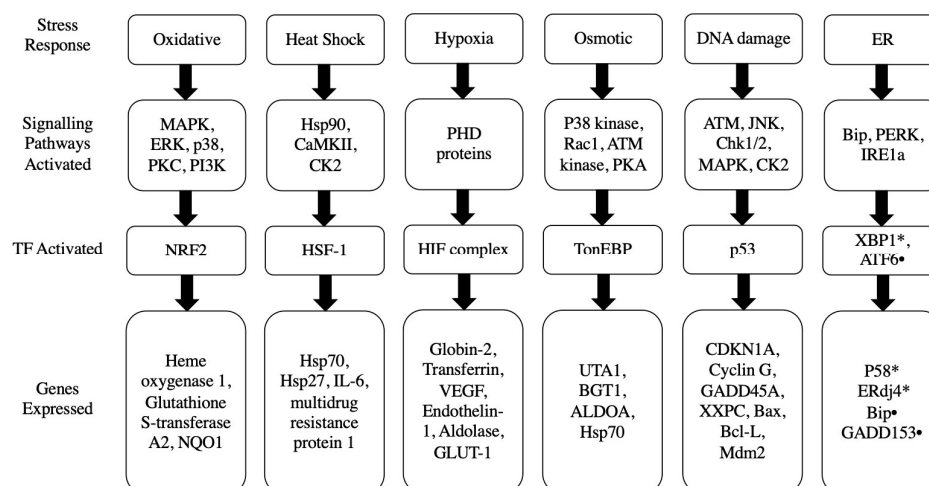 Stress
Response
Oxidative
Heat Shock
Hypoxia
Osmotic
DNA damage
ER
Signalling
Pathways
Activated
MAPK,
ERK, p38,
PKC, PI3K
Hsp90,
CaMKII,
CK2
PHD
proteins
P38 kinase,
Rac1, ATM
kinase, PKA
ATM, JNK,
Chk1/2,
MAPK, CK2
Bip, PERK,
IRE1a
TF Activated
NRF2
HSF-1
HIF complex
TonEBP
p53
XBP1*,
ATF6•
Genes
Expressed
Heme
oxygenase 1,
Glutathione
S-transferase
A2, NQO1
Hsp70,
Hsp27, IL-6,
multidrug
resistance
protein 1
Globin-2,
Transferrin,
VEGF,
Endothelin-
1, Aldolase,
GLUT-1
UTA1,
BGT1,
ALDOA,
Hsp70
CDKN1A,
Cyclin G,
GADD45A,
XXPC, Bax,
Bcl-L,
Mdm2
P58*
ERdj4*
Bip•
GADD153•